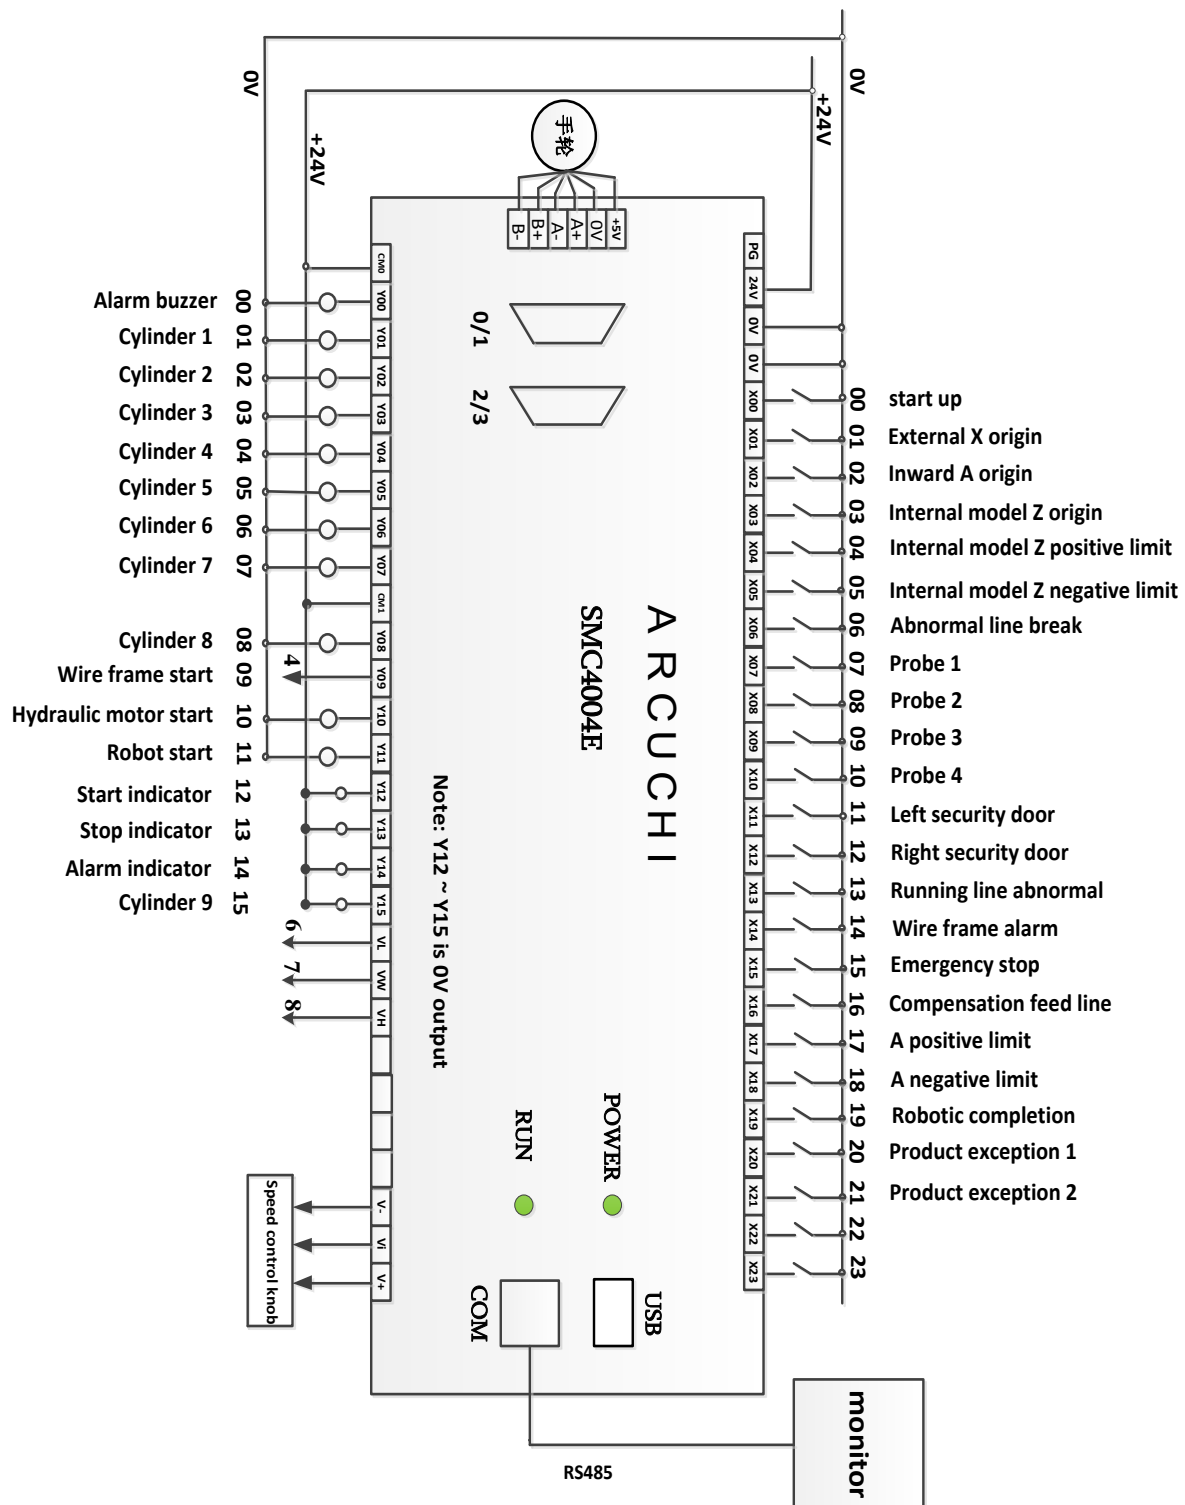 0V
0V
+24V
+24V
手轮
B-
B+
A-
A+
0V
+5V
CM0
Y00
Y01
Y02
Y03
Y04
Y05
Y06
Y07
CM1
Y08
Y09
Y10
Y11
Y12
Y13
Y14
Y15
VL
VW
VH
V-
Vi
V+
PG
24V
0V
0V
X00
X01
X02
X03
X04
X05
X06
X07
X08
X09
X10
X11
X12
X13
X14
X15
X16
X17
X18
X19
X20
X21
X22
X23
Alarm buzzer 00
Cylinder 1 01
Cylinder 2 02
Cylinder 3 03
Cylinder 4 04
Cylinder 5 05
Cylinder 6 06
Cylinder 7 07
Cylinder 8 08
Wire frame start 09
4
Hydraulic motor start 10
Robot start 11
Start indicator 12
Stop indicator 13
Alarm indicator 14
Cylinder 9 15
6
7
8
Speed control knob
0/1
2/3
ARCUCHI
SMC4004E
Note: Y12 ~ Y15 is 0V output
RUN
POWER
COM
USB
00 start up
01 External X origin
02 Inward A origin
03 Internal model Z origin
04 Internal model Z positive limit
05 Internal model Z negative limit
06 Abnormal line break
07 Probe 1
08 Probe 2
09 Probe 3
10 Probe 4
11 Left security door
12 Right security door
13 Running line abnormal
14 Wire frame alarm
15 Emergency stop
16 Compensation feed line
17 A positive limit
18 A negative limit
19 Robotic completion
20 Product exception 1
21 Product exception 2
22
23
monitor
RS485